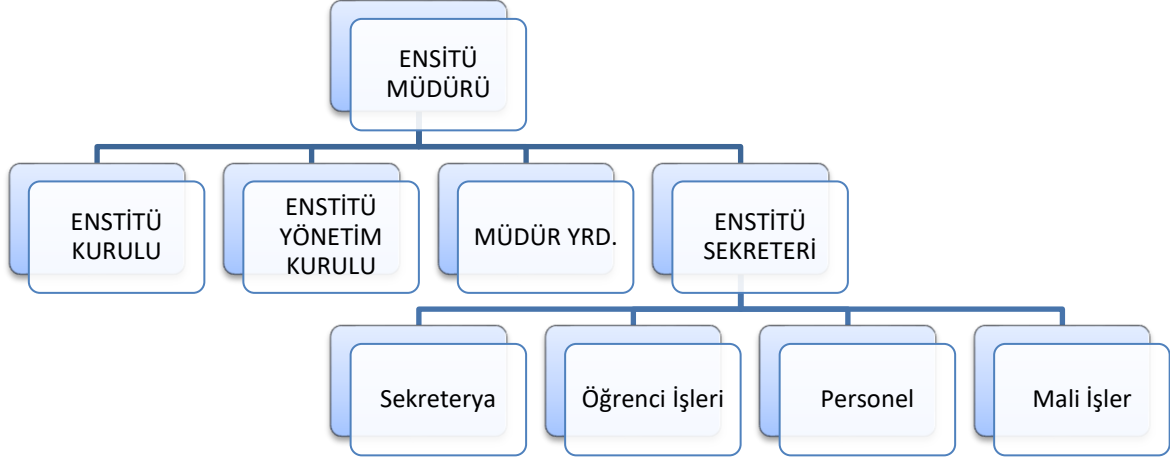 ENSİTÜ
MÜDÜRÜ
ENSTİTÜ
KURULU
ENSTİTÜ
YÖNETİM
KURULU
MÜDÜR YRD.
ENSTİTÜ
SEKRETERİ
Sekreterya
Öğrenci İşleri
Personel
Mali İşler